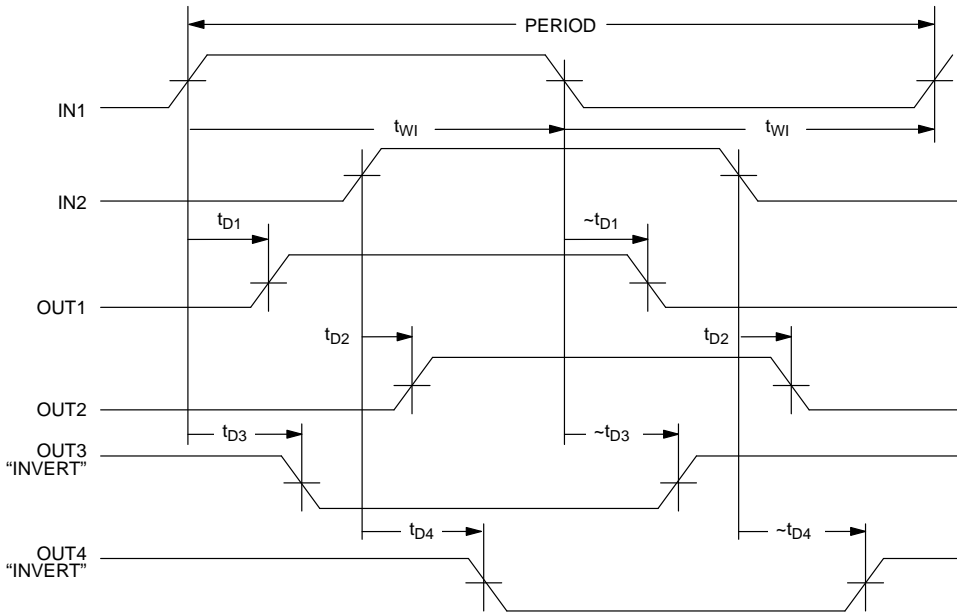 PERIOD
IN1
tWI tWI
IN2
tD1 ~tD1
OUT1
tD2 tD2
OUT2
tD3 ~tD3
OUT3
“INVERT”
tD4 ~tD4
OUT4
“INVERT”